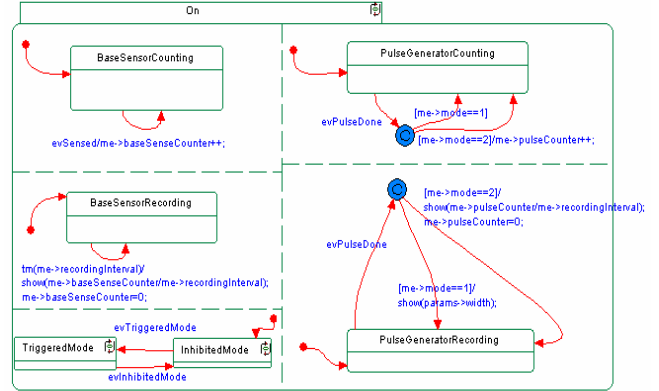 On
BaseSensorCounting
evSensed/me->baseSenseCounter++;
PulseGeneratorCounting
evPulseDone
[me->mode==1]
[me->mode==2]/me->pulseCounter++;
C
BaseSensorRecording
tm(me->recordingInterval)/
show(me->baseSenseCounter/me->recordingInterval);
me->baseSenseCounter=0;
C
[me->mode==2]/
show(me->pulseCounter/me->recordingInterval);
me->pulseCounter=0;
evPulseDone
[me->mode==1]/
show(params->width);
PulseGeneratorRecording
evTriggeredMode
TriggeredMode
InhibitedMode
evInhibitedMode